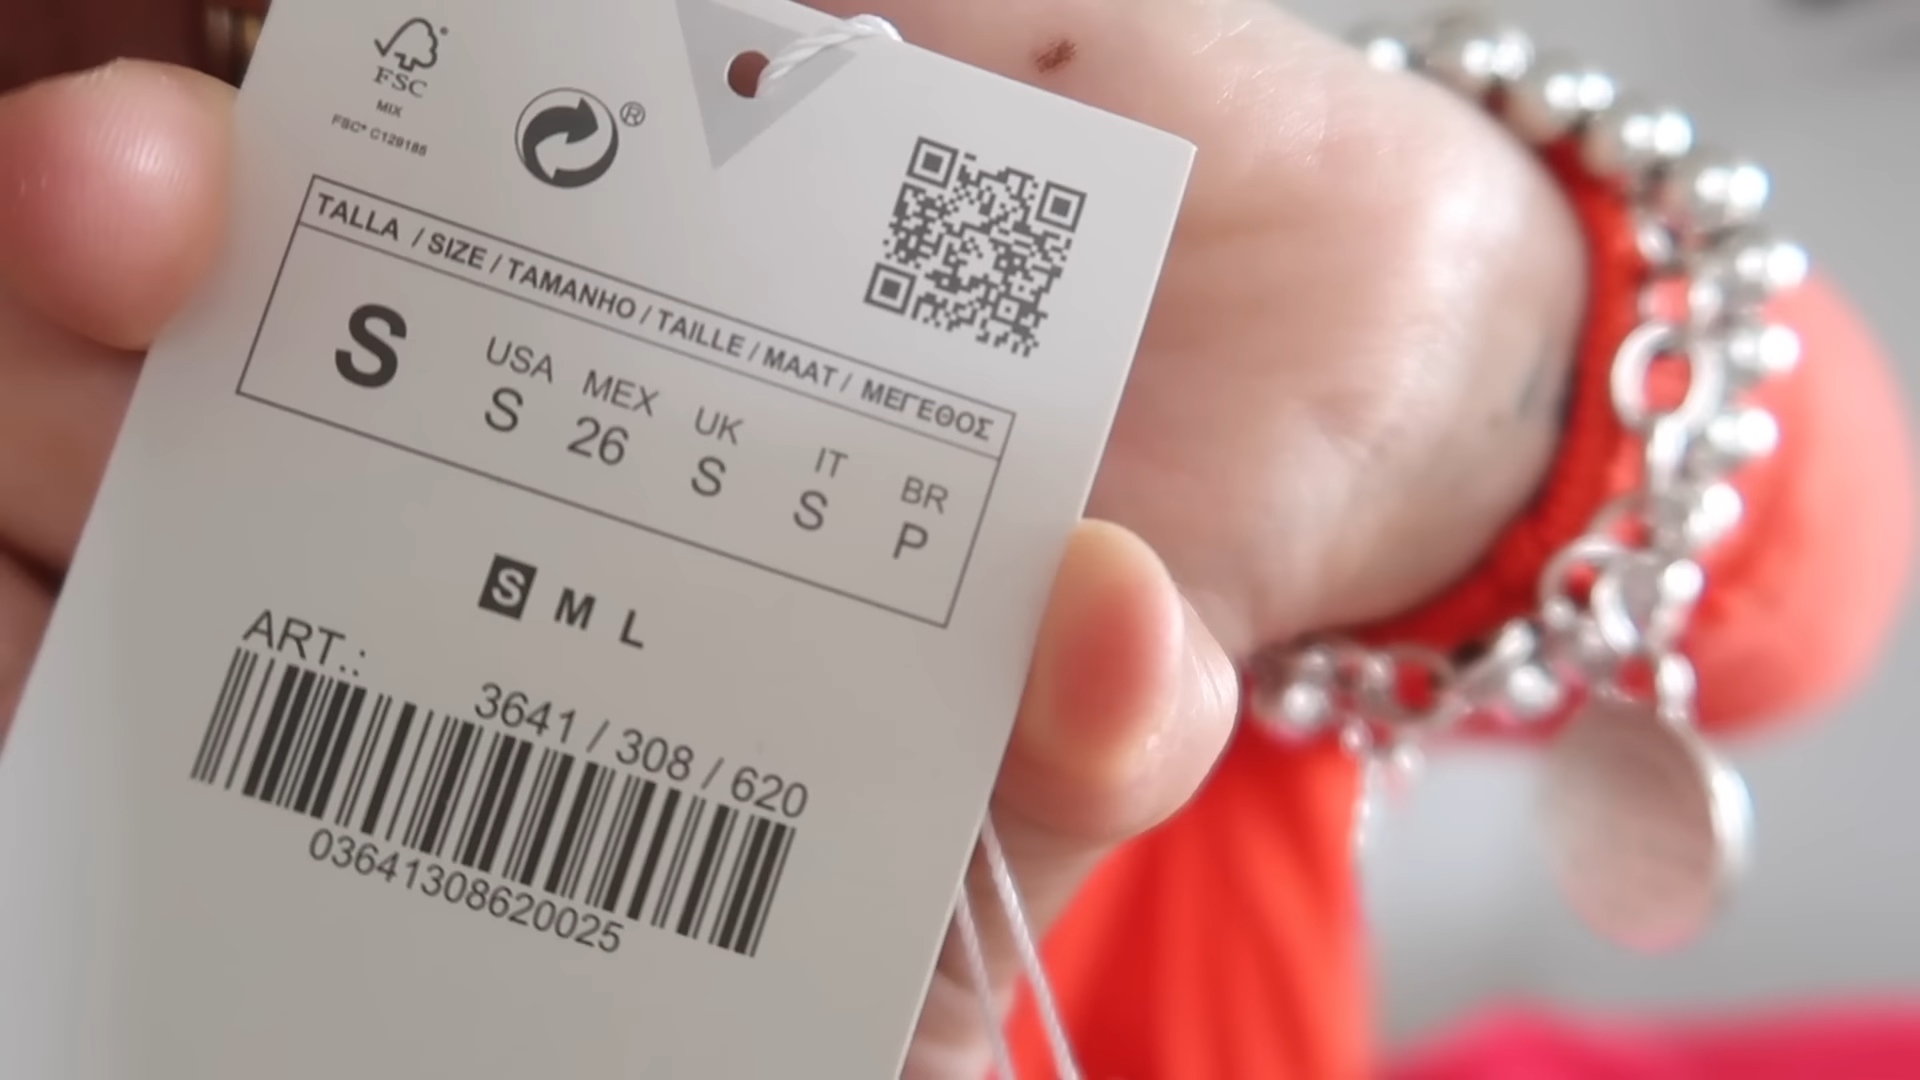 FSC
MIX
FSC® C129185
®
TALLA / SIZE / TAMANHO / TAILLE / MAAT / ΜΕΓΕΘΟΣ
S
USA MEX UK IT BR
S 26 S S P
S M L
ART.:
3641 / 308 / 620
03641308620025